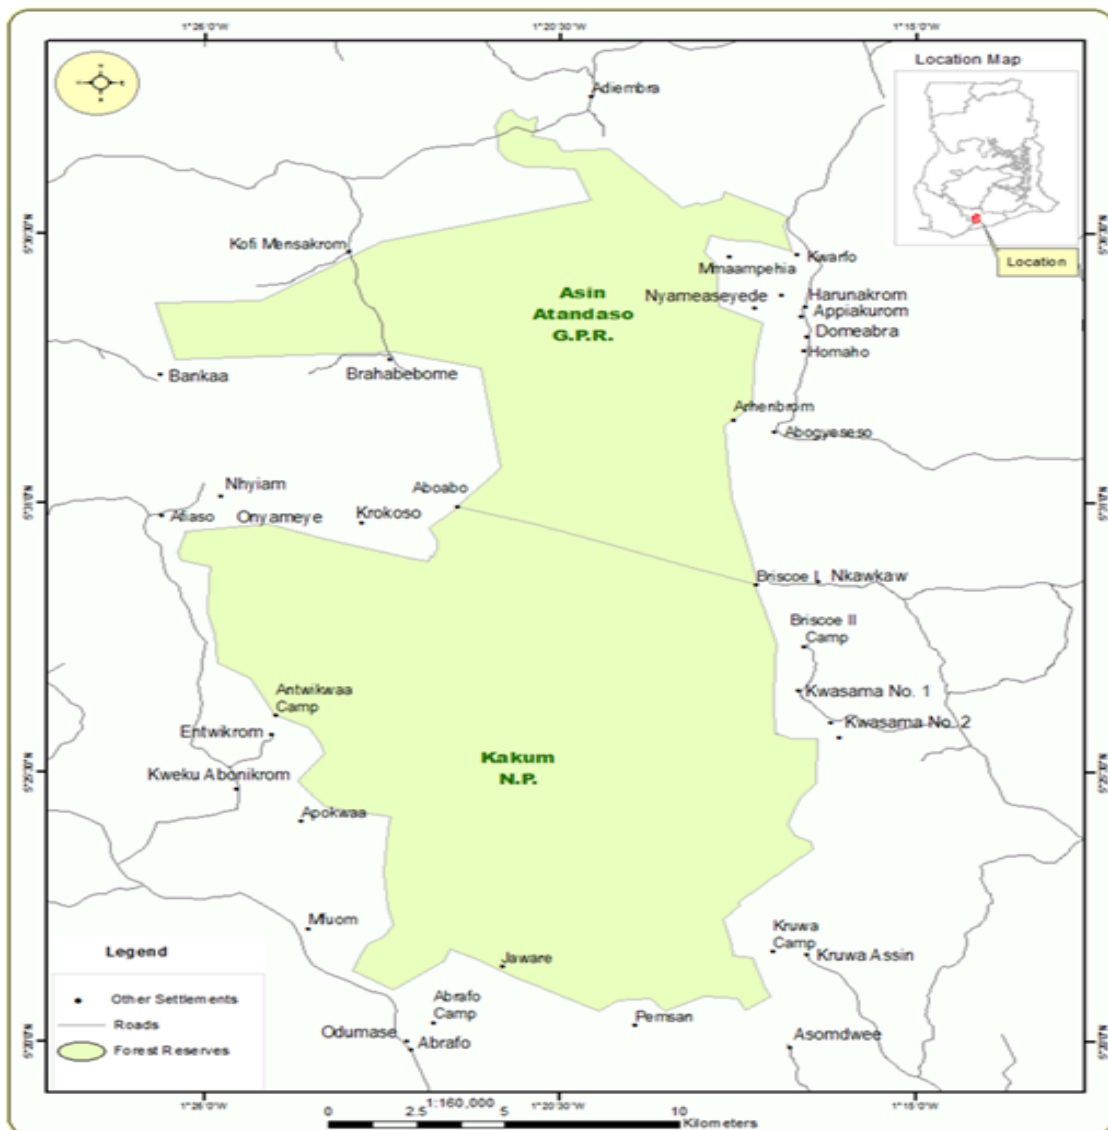 1°26'0"W
1°20'30"W
1°15'0"W
Location Map
Location
Adiembra
Kofi Mensakrom
Kwarfo
Mmaampehia
Asin
Atandaso
G.P.R.
Nyameaseyede
Harunakrom
Appiakurom
Domeabra
Homaho
Bankaa
Brahabebome
Arhenbrom
Abogyeseso
Nhyiam
Aboabo
Afiaso
Onyameye
Krokoso
Briscoe I
Nkawkaw
Briscoe II
Camp
Antwikwaa
Camp
Kwasama No. 1
Entwikrom
Kwasama No. 2
Kakum
N.P.
Kweku Abonikrom
Apokwaa
Mfuom
Kruwa
Camp
Kruwa Assin
Jaware
Abrafo
Camp
Pemsan
Odumase
Abrafo
Asomdwee
Legend
Other Settlements
Roads
Forest Reserves
1°26'0"W
1°20'30"W
1°15'0"W
1:160,000
0 2.5 5 10
Kilometers